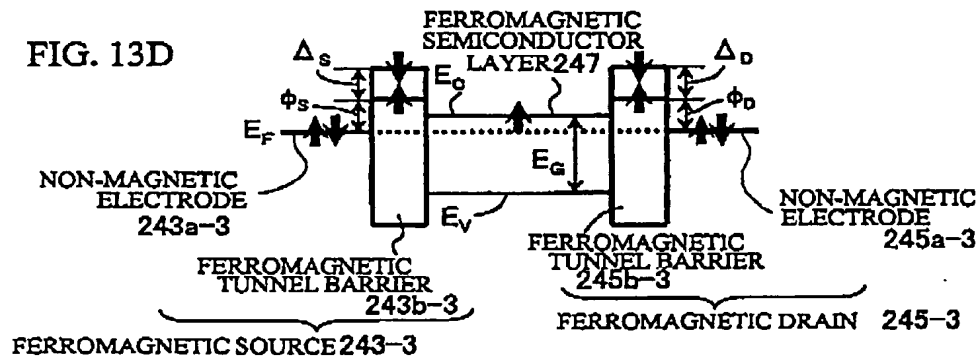 FIG. 13D
FERROMAGNETIC
SEMICONDUCTOR
LAYER247
Δs
ΔD
φs
φD
EC
EF
EG
EV
NON-MAGNETIC
ELECTRODE
243a-3
NON-MAGNETIC
ELECTRODE
245a-3
FERROMAGNETIC
TUNNEL BARRIER
243b-3
FERROMAGNETIC
TUNNEL BARRIER
245b-3
FERROMAGNETIC SOURCE 243-3
FERROMAGNETIC DRAIN 245-3